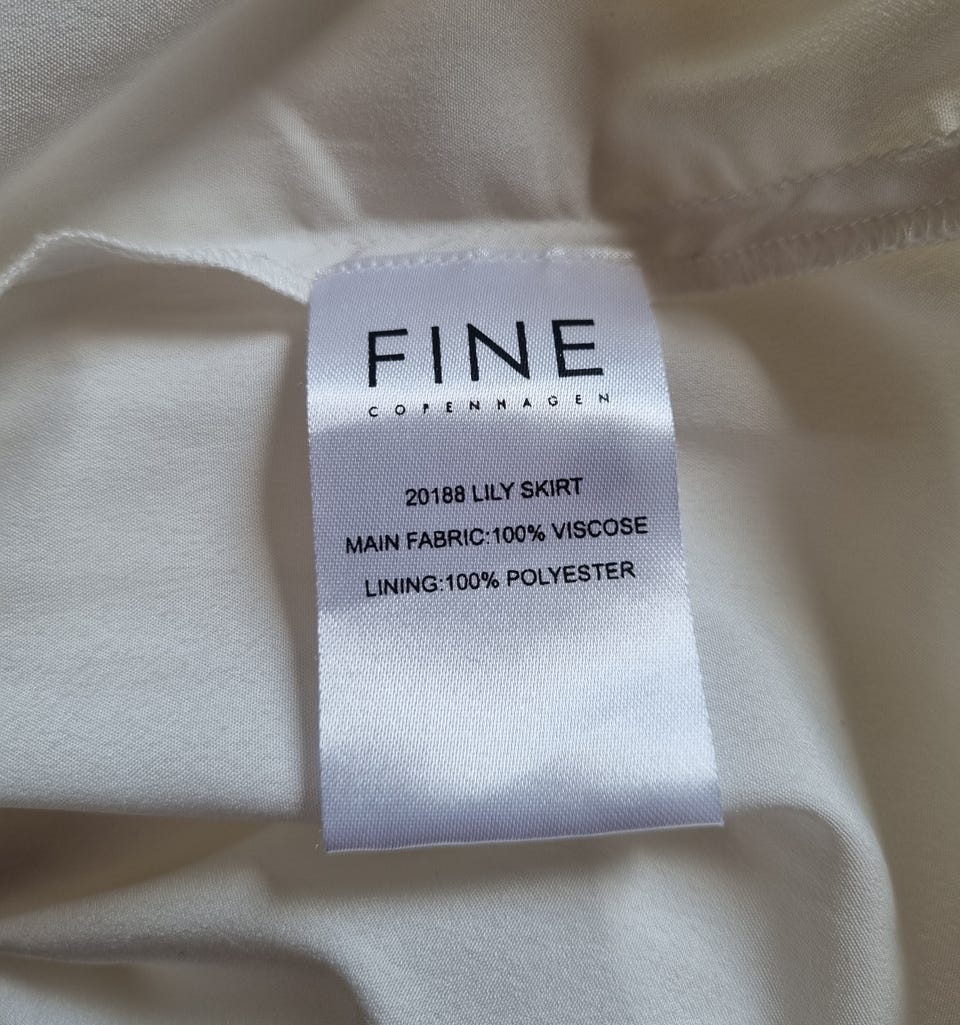 FINE
COPENHAGEN
20188 LILY SKIRT
MAIN FABRIC:100% VISCOSE
LINING:100% POLYESTER